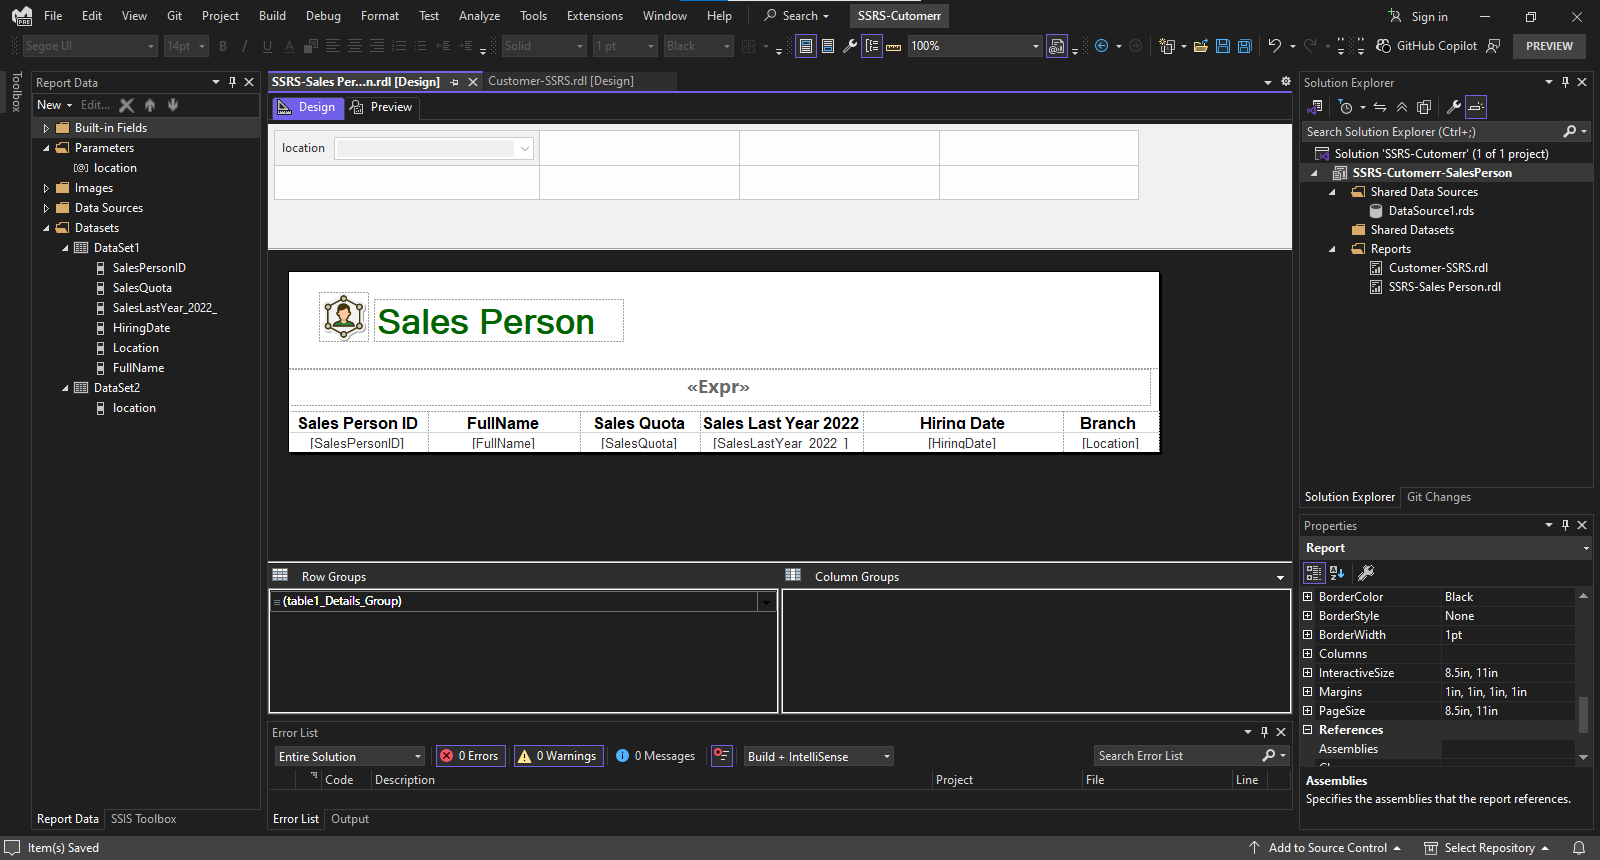 File Edit View Git Project Build Debug Format Test Analyze Tools Extensions Window Help Search SSRS-Cutomerr Sign in
Segoe UI 14pt B I U A Solid 1 pt Black 100% GitHub Copilot PREVIEW
Toolbox
Report Data
New Edit...
Built-in Fields
Parameters
location
Images
Data Sources
Datasets
DataSet1
SalesPersonID
SalesQuota
SalesLastYear_2022_
HiringDate
Location
FullName
DataSet2
location
Report Data SSIS Toolbox
SSRS-Sales Per...n.rdl [Design] Customer-SSRS.rdl [Design]
Design Preview
location
Sales Person
«Expr»
Sales Person ID FullName Sales Quota Sales Last Year 2022 Hiring Date Branch
[SalesPersonID] [FullName] [SalesQuota] [SalesLastYear_2022_] [HiringDate] [Location]
Row Groups Column Groups
(table1_Details_Group)
Error List
Entire Solution 0 Errors 0 Warnings 0 Messages Build + IntelliSense Search Error List
Code Description Project File Line
Error List Output
Solution Explorer
Search Solution Explorer (Ctrl+;)
Solution 'SSRS-Cutomerr' (1 of 1 project)
SSRS-Cutomerr-SalesPerson
Shared Data Sources
DataSource1.rds
Shared Datasets
Reports
Customer-SSRS.rdl
SSRS-Sales Person.rdl
Solution Explorer Git Changes
Properties
Report
BorderColor Black
BorderStyle None
BorderWidth 1pt
Columns
InteractiveSize 8.5in, 11in
Margins 1in, 1in, 1in, 1in
PageSize 8.5in, 11in
References
Assemblies
Assemblies
Specifies the assemblies that the report references.
Item(s) Saved Add to Source Control Select Repository